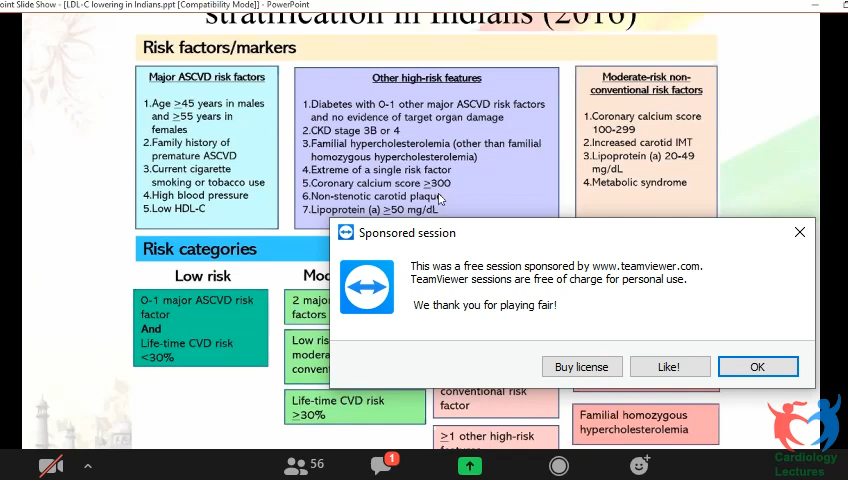 oint Slide Show - [LDL-C lowering in Indians.ppt [Compatibility Mode]] - PowerPoint
stratification in Indians (2016)
Risk factors/markers
Major ASCVD risk factors
1.Age ≥45 years in males
and ≥55 years in
females
2.Family history of
premature ASCVD
3.Current cigarette
smoking or tobacco use
4.High blood pressure
5.Low HDL-C
Other high-risk features
1.Diabetes with 0-1 other major ASCVD risk factors
and no evidence of target organ damage
2.CKD stage 3B or 4
3.Familial hypercholesterolemia (other than familial
homozygous hypercholesterolemia)
4.Extreme of a single risk factor
5.Coronary calcium score ≥300
6.Non-stenotic carotid plaque
7.Lipoprotein (a) ≥50 mg/dL
Moderate-risk non-
conventional risk factors
1.Coronary calcium score
100-299
2.Increased carotid IMT
3.Lipoprotein (a) 20-49
mg/dL
4.Metabolic syndrome
Risk categories
Low risk
0-1 major ASCVD risk
factor
And
Life-time CVD risk
<30%
Mod
2 major
factors
Low ris
moder
conven
Life-time CVD risk
≥30%
conventional risk
factor
≥1 other high-risk
Familial homozygous
hypercholesterolemia
Sponsored session
This was a free session sponsored by www.teamviewer.com.
TeamViewer sessions are free of charge for personal use.
We thank you for playing fair!
Buy license
Like!
OK
56
1
Cardiology
Lectures